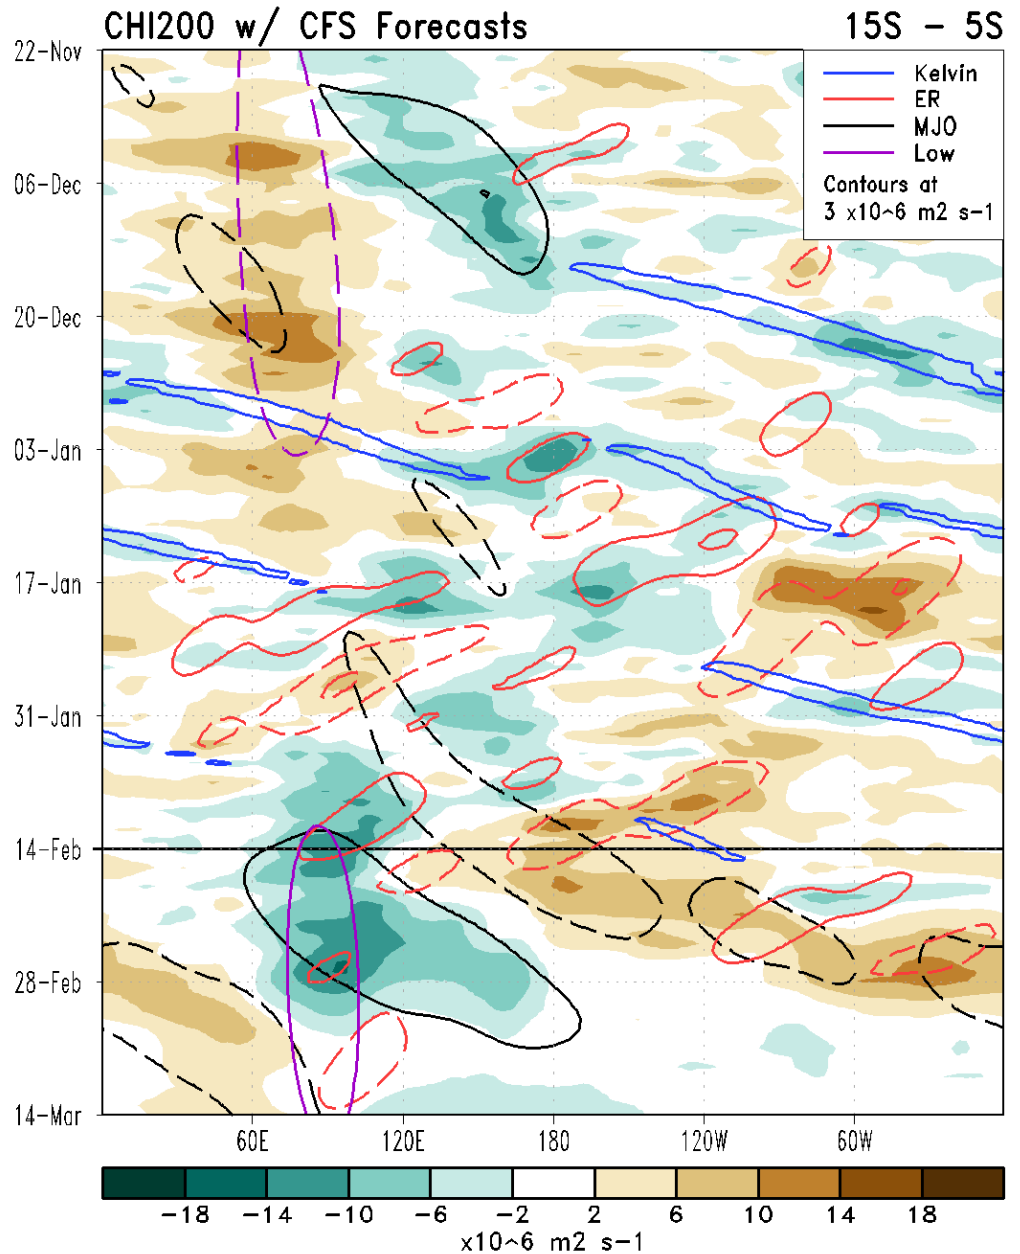 CHI200 w/ CFS Forecasts 15S - 5S
22-Nov
06-Dec
20-Dec
03-Jan
17-Jan
31-Jan
14-Feb
28-Feb
14-Mar
Kelvin
ER
MJO
Low
Contours at
3 x10^6 m2 s-1
60E 120E 180 120W 60W
-18 -14 -10 -6 -2 2 6 10 14 18
x10^6 m2 s-1